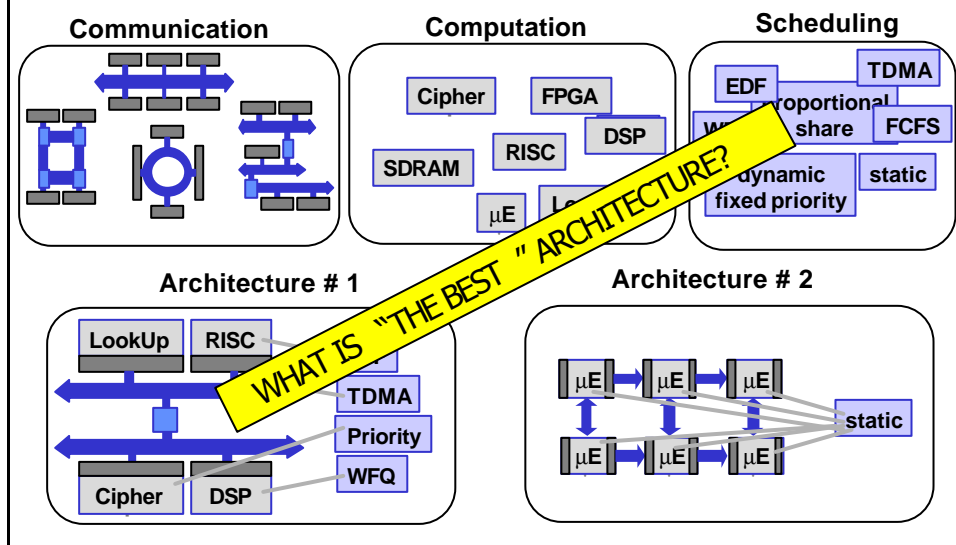 Communication
Computation
Scheduling
Cipher
FPGA
DSP
SDRAM
RISC
µE
EDF
TDMA
proportional
share
FCFS
dynamic
fixed priority
static
WHAT IS “THE BEST ” ARCHITECTURE?
Architecture # 1
LookUp
RISC
TDMA
Priority
WFQ
Cipher
DSP
Architecture # 2
µE
µE
µE
static
µE
µE
µE